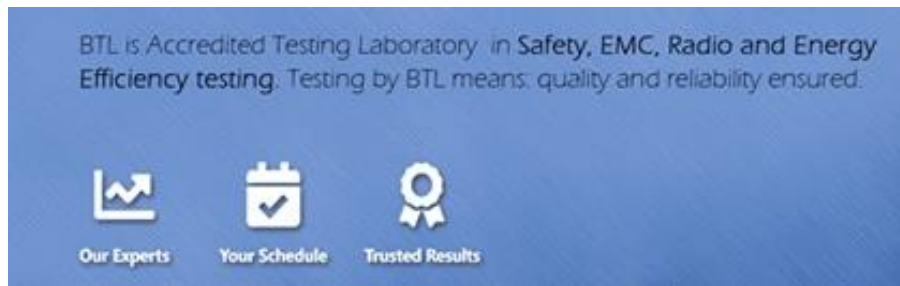 BTL is Accredited Testing Laboratory in Safety, EMC, Radio and Energy
Efficiency testing. Testing by BTL means: quality and reliability ensured.
Our Experts Your Schedule Trusted Results